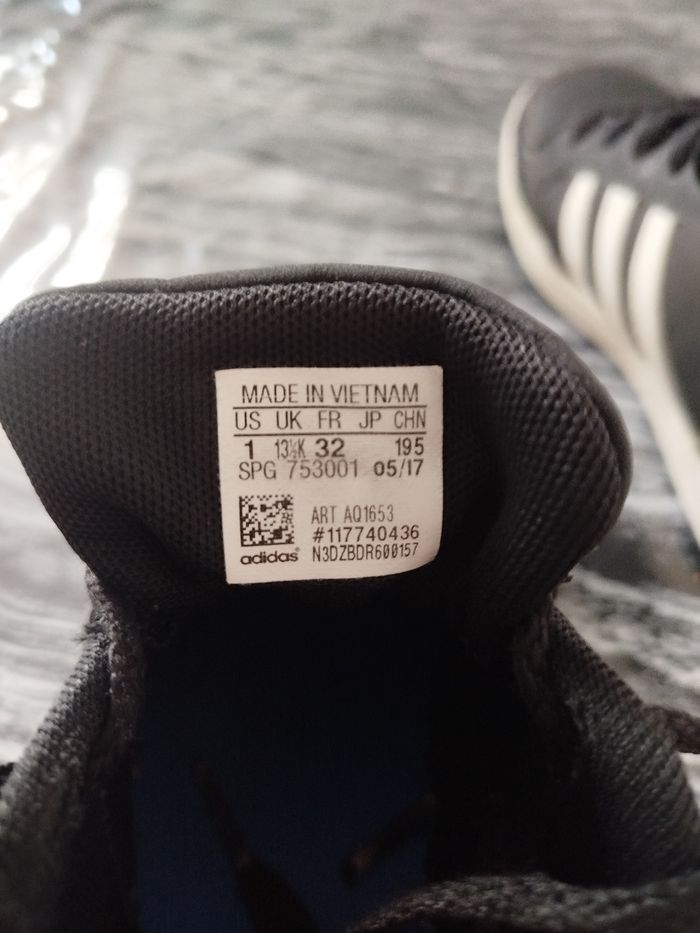 MADE IN VIETNAM
US UK FR JP CHN
1 13½K 32 195
SPG 753001 05/17
ART AQ1653
#117740436
adidas N3DZBDR600157